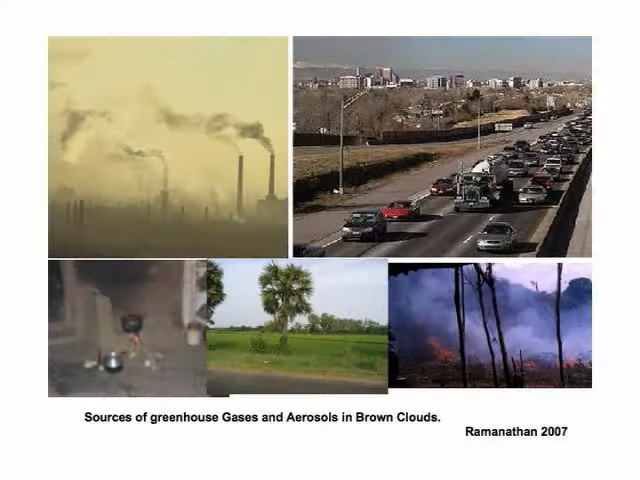 Sources of greenhouse Gases and Aerosols in Brown Clouds.
Ramanathan 2007